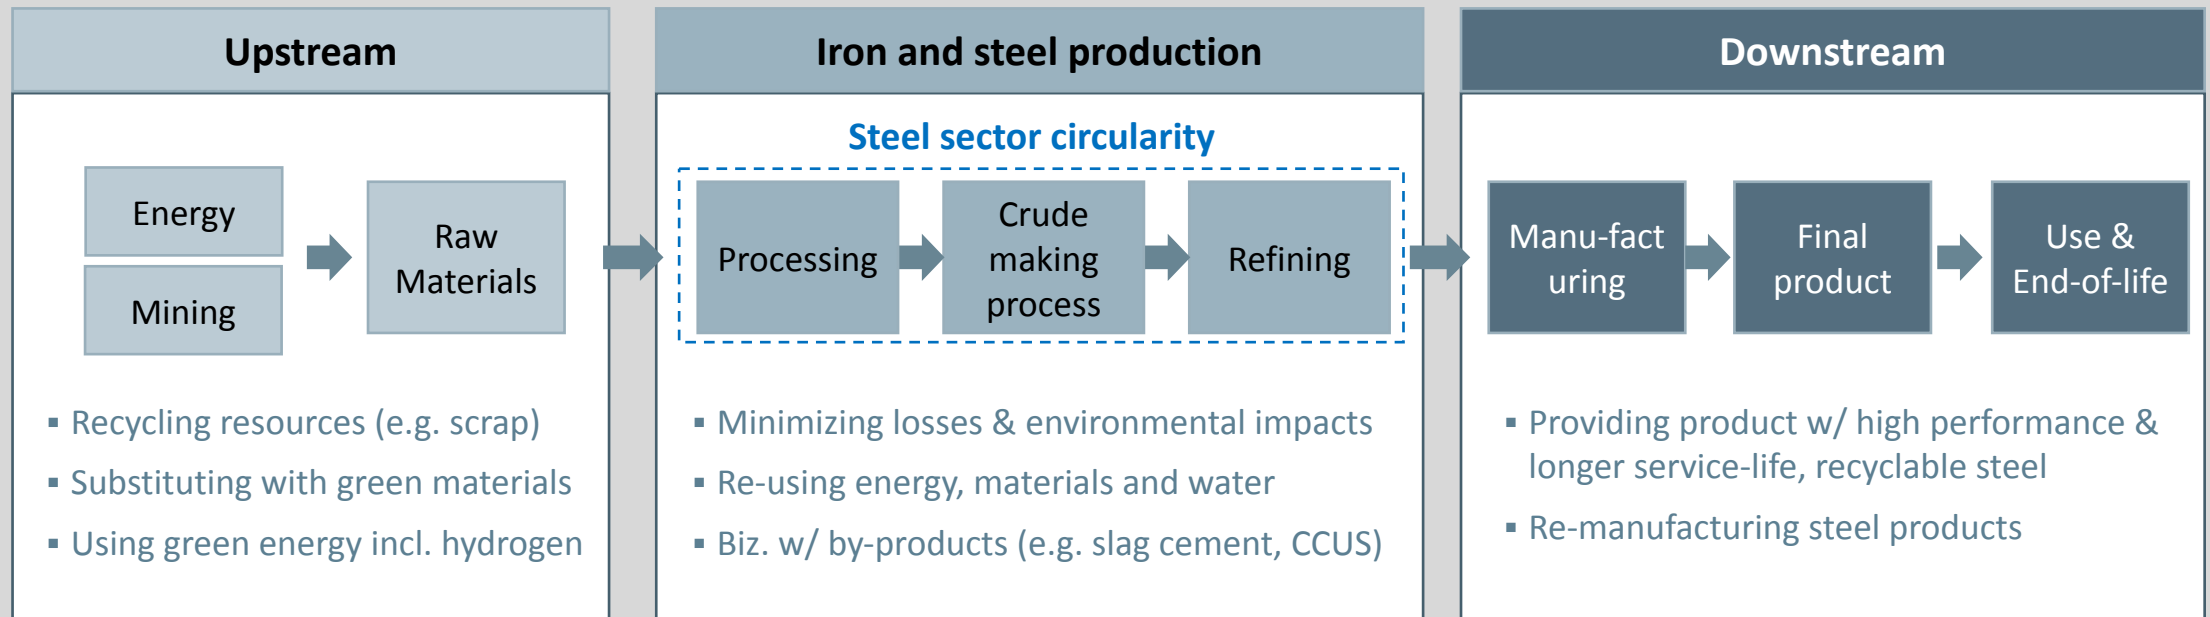 Upstream
Energy
Mining
Raw
Materials
▪ Recycling resources (e.g. scrap)
▪ Substituting with green materials
▪ Using green energy incl. hydrogen
Iron and steel production
Steel sector circularity
Processing
Crude
making
process
Refining
▪ Minimizing losses & environmental impacts
▪ Re-using energy, materials and water
▪ Biz. w/ by-products (e.g. slag cement, CCUS)
Downstream
Manu-fact
uring
Final
product
Use &
End-of-life
▪ Providing product w/ high performance &
longer service-life, recyclable steel
▪ Re-manufacturing steel products